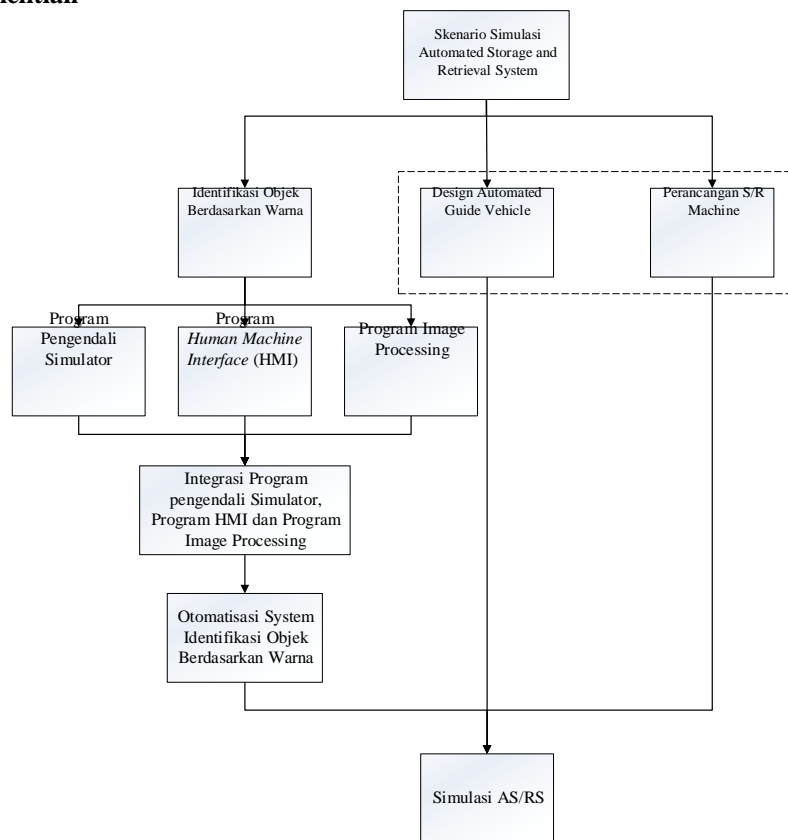 Skenario Simulasi
Automated Storage and
Retrieval System
Identifikasi Objek
Berdasarkan Warna
Design Automated
Guide Vehicle
Perancangan S/R
Machine
Program
Pengendali
Simulator
Program
Human Machine
Interface (HMI)
Program Image
Processing
Integrasi Program
pengendali Simulator,
Program HMI dan Program
Image Processing
Otomatisasi System
Identifikasi Objek
Berdasarkan Warna
Simulasi AS/RS